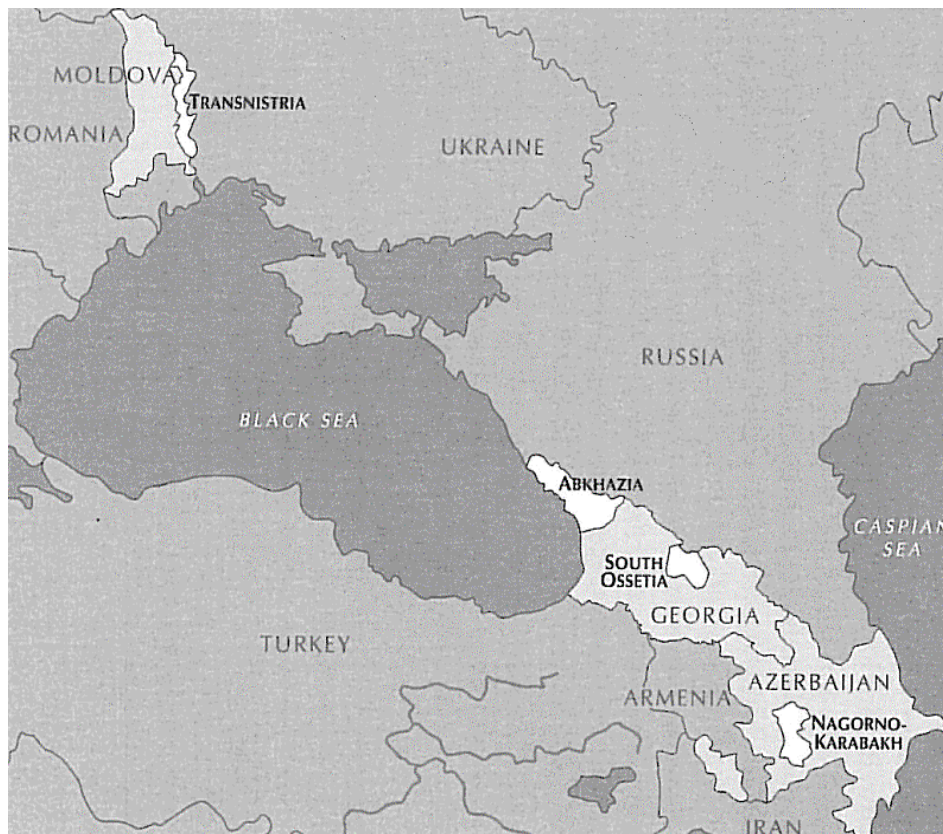 MOLDOVA
TRANSNISTRIA
ROMANIA
UKRAINE
RUSSIA
BLACK SEA
ABKHAZIA
CASPIAN
SEA
SOUTH
OSSETIA
GEORGIA
TURKEY
AZERBAIJAN
ARMENIA
NAGORNO-
KARABAKH
IRAN